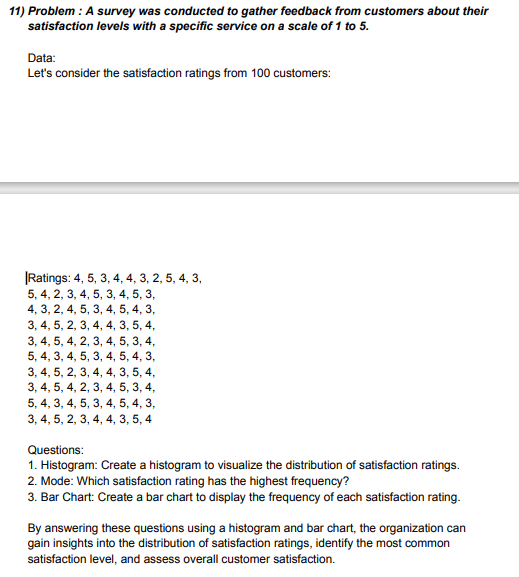 11) Problem : A survey was conducted to gather feedback from customers about their
satisfaction levels with a specific service on a scale of 1 to 5.
Data:
Let's consider the satisfaction ratings from 100 customers:
Ratings: 4, 5, 3, 4, 4, 3, 2, 5, 4, 3,
5, 4, 2, 3, 4, 5, 3, 4, 5, 3,
4, 3, 2, 4, 5, 3, 4, 5, 4, 3,
3, 4, 5, 2, 3, 4, 4, 3, 5, 4,
3, 4, 5, 4, 2, 3, 4, 5, 3, 4,
5, 4, 3, 4, 5, 3, 4, 5, 4, 3,
3, 4, 5, 2, 3, 4, 4, 3, 5, 4,
3, 4, 5, 4, 2, 3, 4, 5, 3, 4,
5, 4, 3, 4, 5, 3, 4, 5, 4, 3,
3, 4, 5, 2, 3, 4, 4, 3, 5, 4
Questions:
1. Histogram: Create a histogram to visualize the distribution of satisfaction ratings.
2. Mode: Which satisfaction rating has the highest frequency?
3. Bar Chart: Create a bar chart to display the frequency of each satisfaction rating.
By answering these questions using a histogram and bar chart, the organization can
gain insights into the distribution of satisfaction ratings, identify the most common
satisfaction level, and assess overall customer satisfaction.